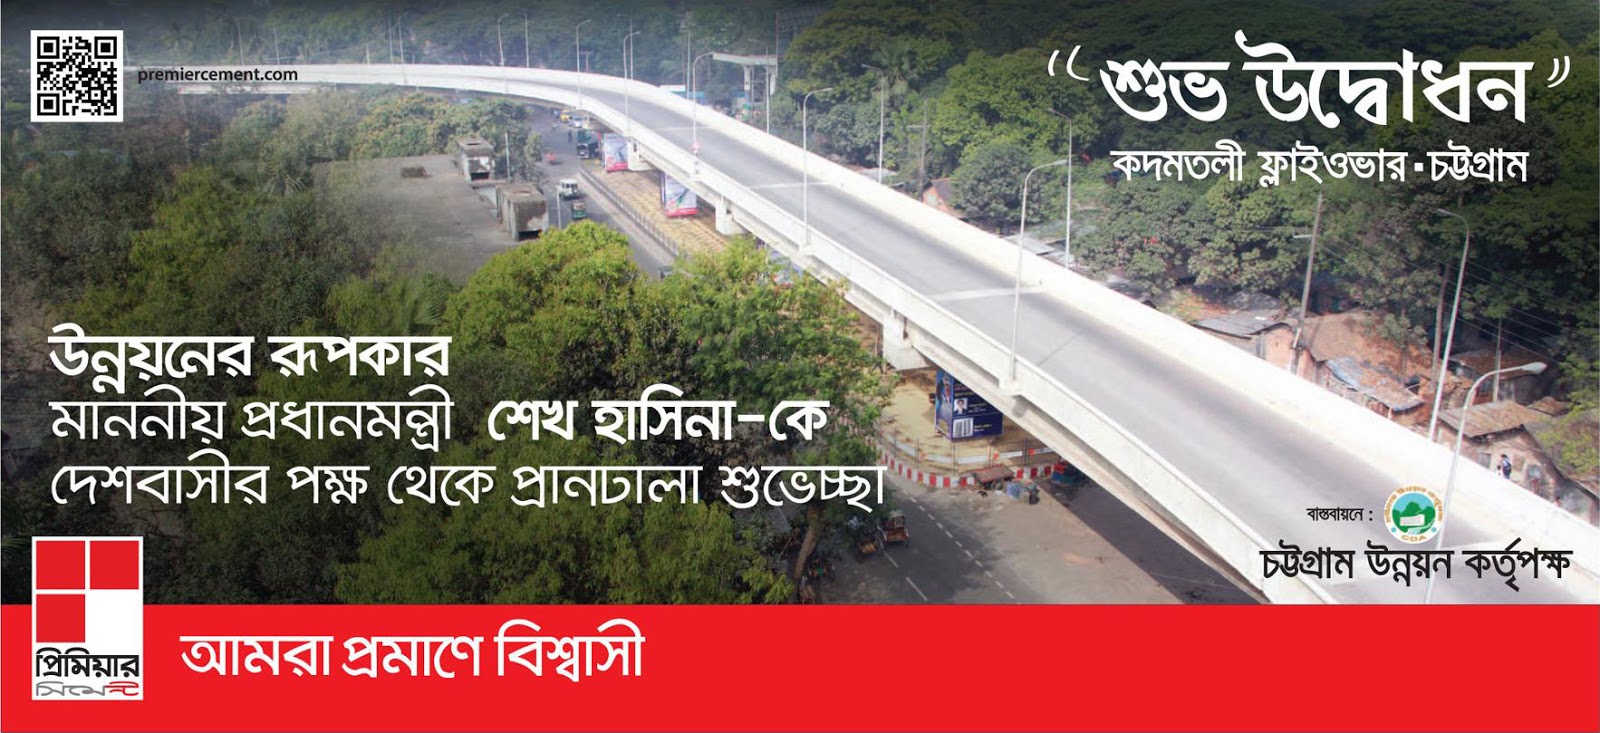 premiercement.com
“শুভ উদ্বোধন”
কদমতলী ফ্লাইওভার▪চট্টগ্রাম
উন্নয়নের রূপকার
মাননীয় প্রধানমন্ত্রী শেখ হাসিনা-কে
দেশবাসীর পক্ষ থেকে প্রানঢালা শুভেচ্ছা
বাস্তবায়নে :
CDA
চট্টগ্রাম উন্নয়ন কর্তৃপক্ষ
প্রিমিয়ার
সিমেন্ট
আমরা প্রমাণে বিশ্বাসী